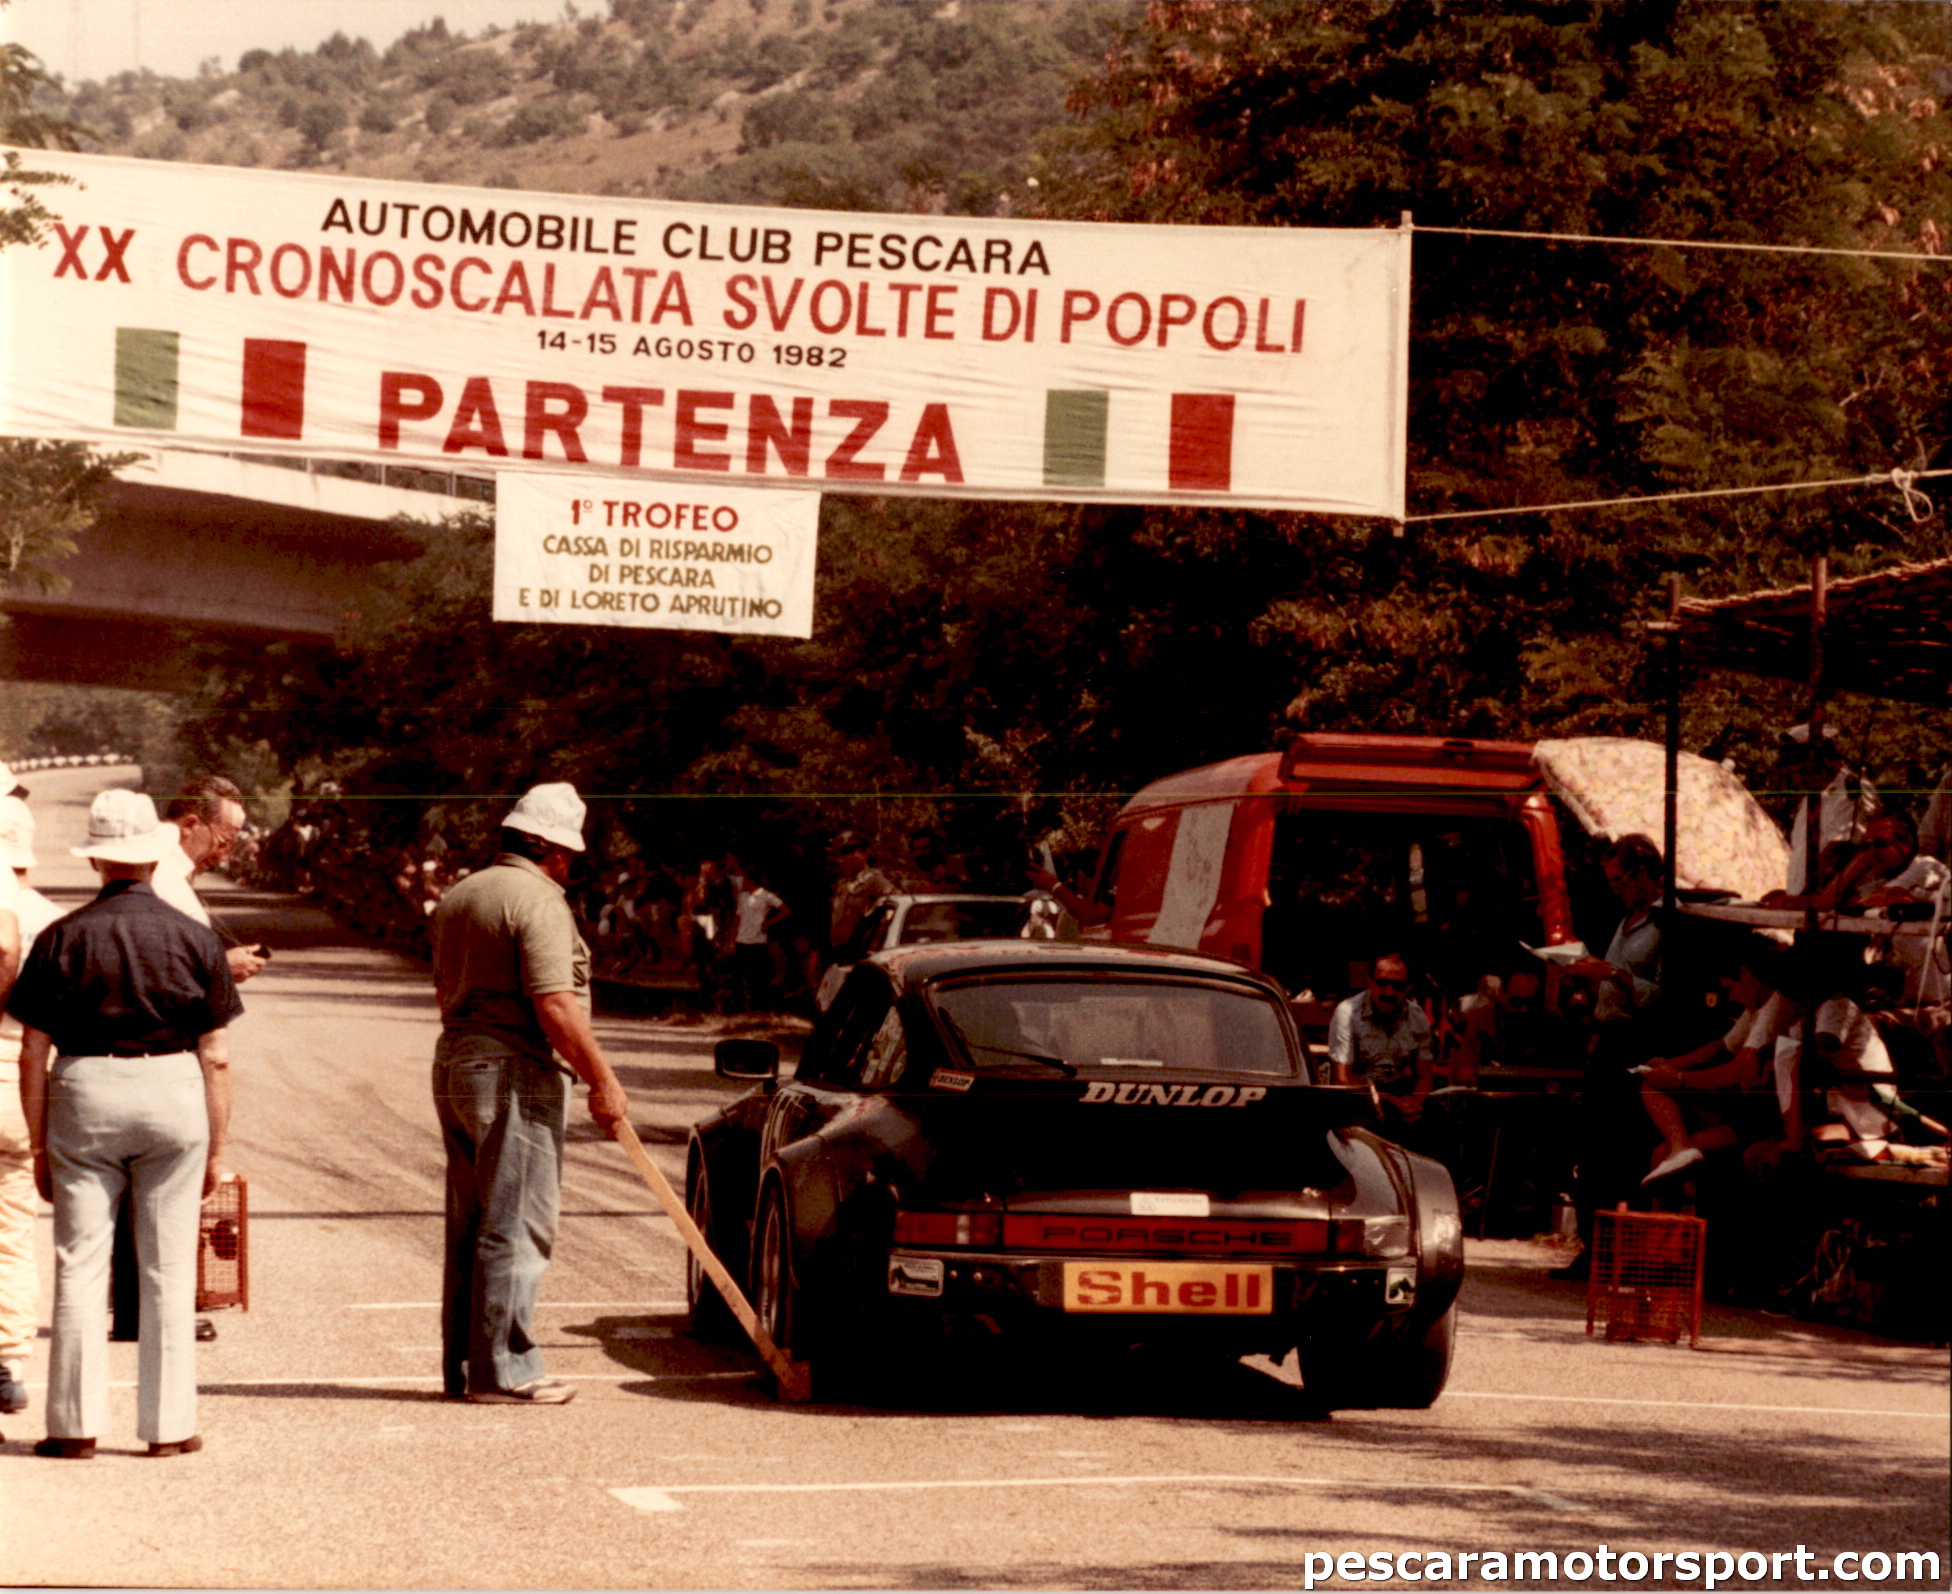 AUTOMOBILE CLUB PESCARA
XX CRONOSCALATA SVOLTE DI POPOLI
14-15 AGOSTO 1982
PARTENZA
1° TROFEO
CASSA DI RISPARMIO
DI PESCARA
E DI LORETO APRUTINO
DUNLOP
DUNLOP
PORSCHE
Shell
pescaramotorsport.com